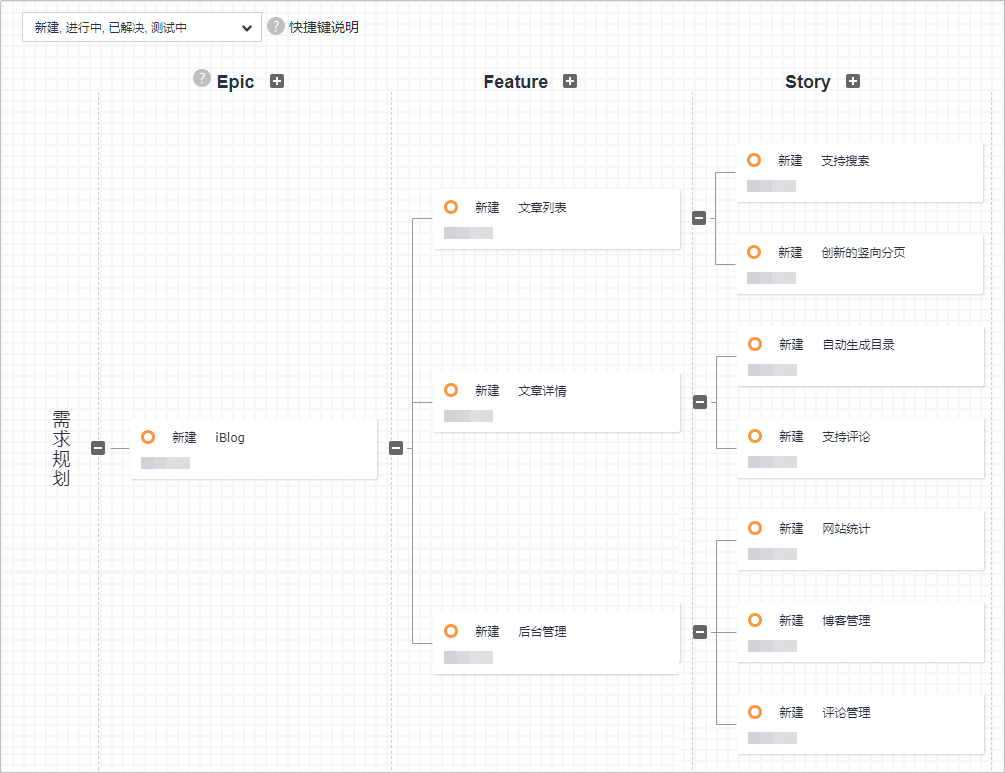 新建, 进行中, 已解决, 测试中
? 快捷键说明
? Epic
Feature
Story
新建 支持搜索
新建 文章列表
新建 创新的竖向分页
新建 自动生成目录
新建 文章详情
需求规划
新建 iBlog
新建 支持评论
新建 网站统计
新建 后台管理
新建 博客管理
新建 评论管理